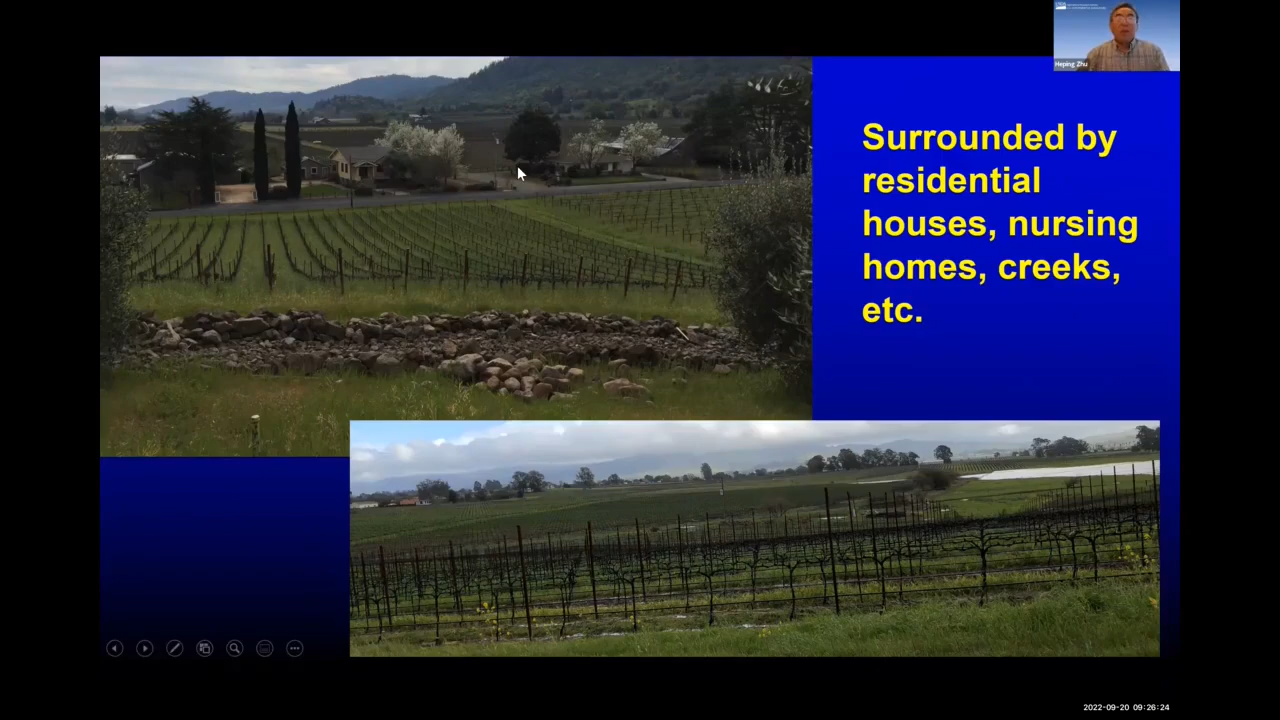 Heping Zhu
Surrounded by
residential
houses, nursing
homes, creeks,
etc.
2022-09-20 09:26:24